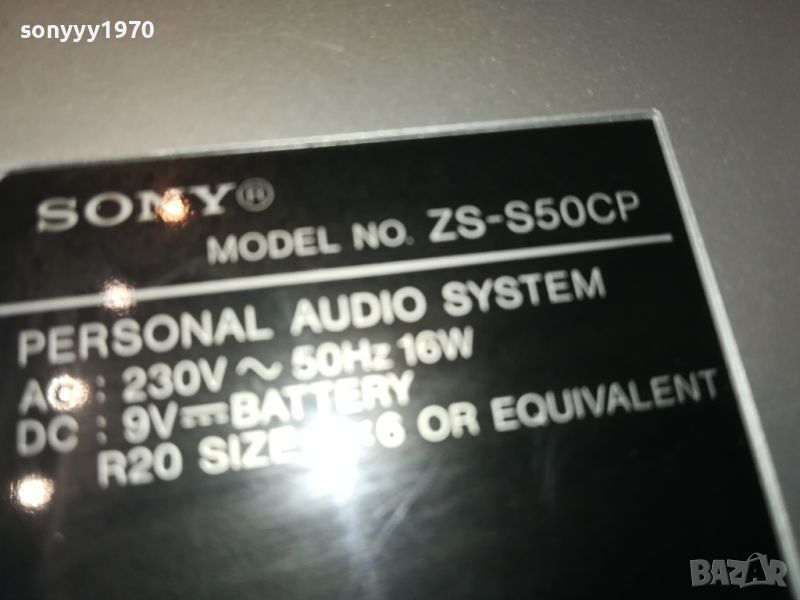 sonyyy1970
SONY®
MODEL NO. ZS-S50CP
PERSONAL AUDIO SYSTEM
AC : 230V ~ 50Hz 16W
DC : 9V ⎓ BATTERY
R20 SIZE ×6 OR EQUIVALENT
BAZAR